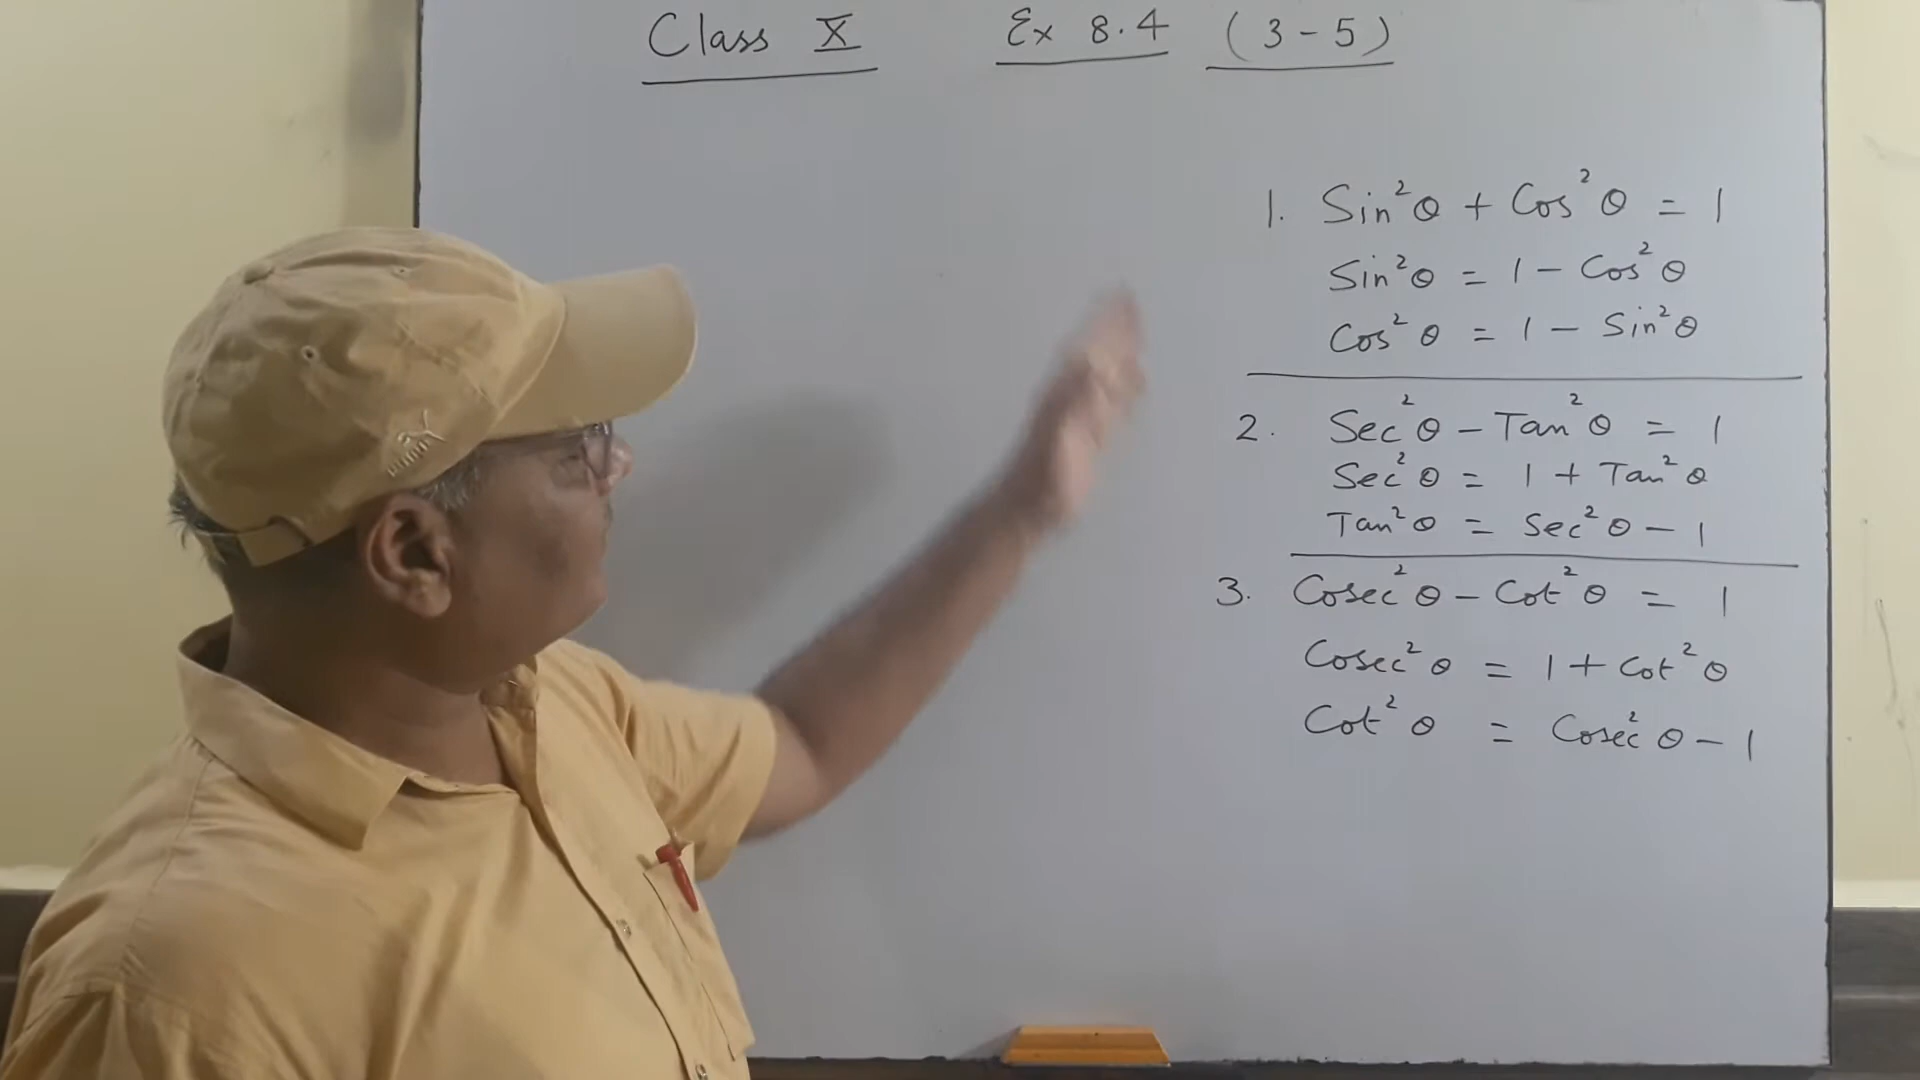 Class X Ex 8.4 (3-5)
1. Sin²θ + Cos²θ = 1
Sin²θ = 1 - Cos²θ
Cos²θ = 1 - Sin²θ
2. Sec²θ - Tan²θ = 1
Sec²θ = 1 + Tan²θ
Tan²θ = Sec²θ - 1
3. Cosec²θ - Cot²θ = 1
Cosec²θ = 1 + Cot²θ
Cot²θ = Cosec²θ - 1